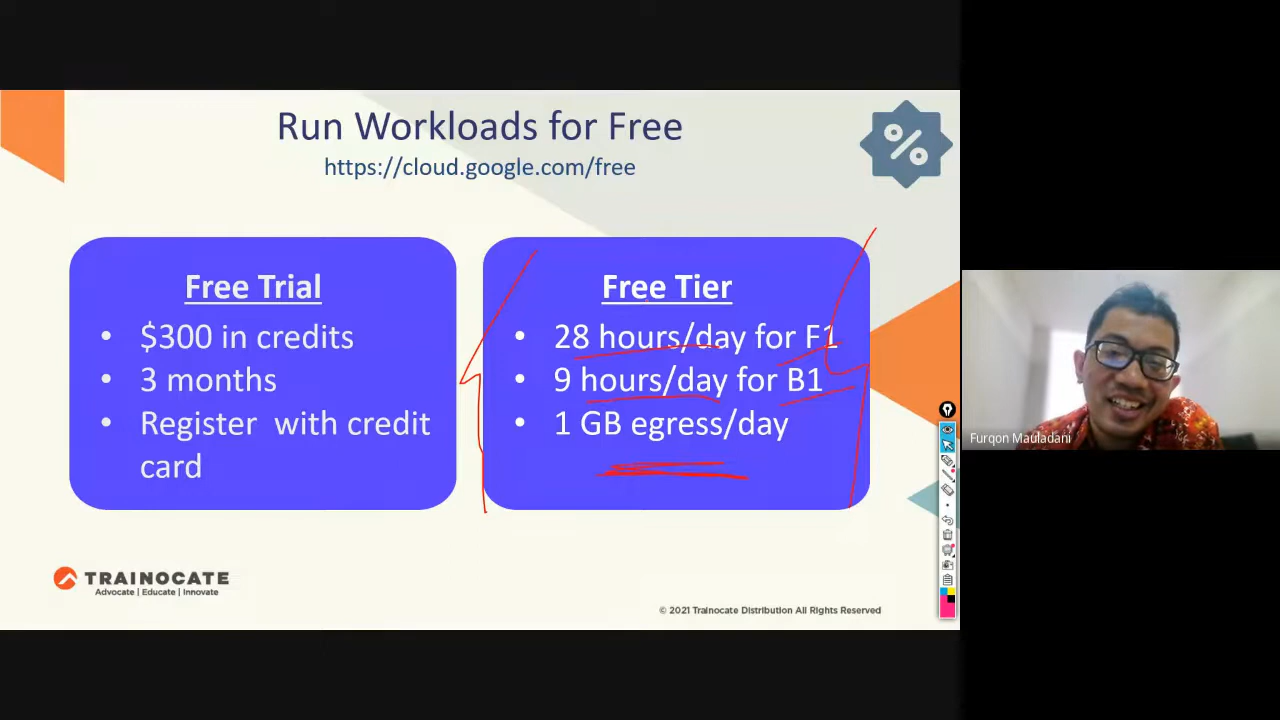 Run Workloads for Free
https://cloud.google.com/free
Free Trial
• $300 in credits
• 3 months
• Register with credit
card
Free Tier
• 28 hours/day for F1
• 9 hours/day for B1
• 1 GB egress/day
TRAINOCATE
Advocate | Educate | Innovate
© 2021 Trainocate Distribution All Rights Reserved
Furqon Mauladani